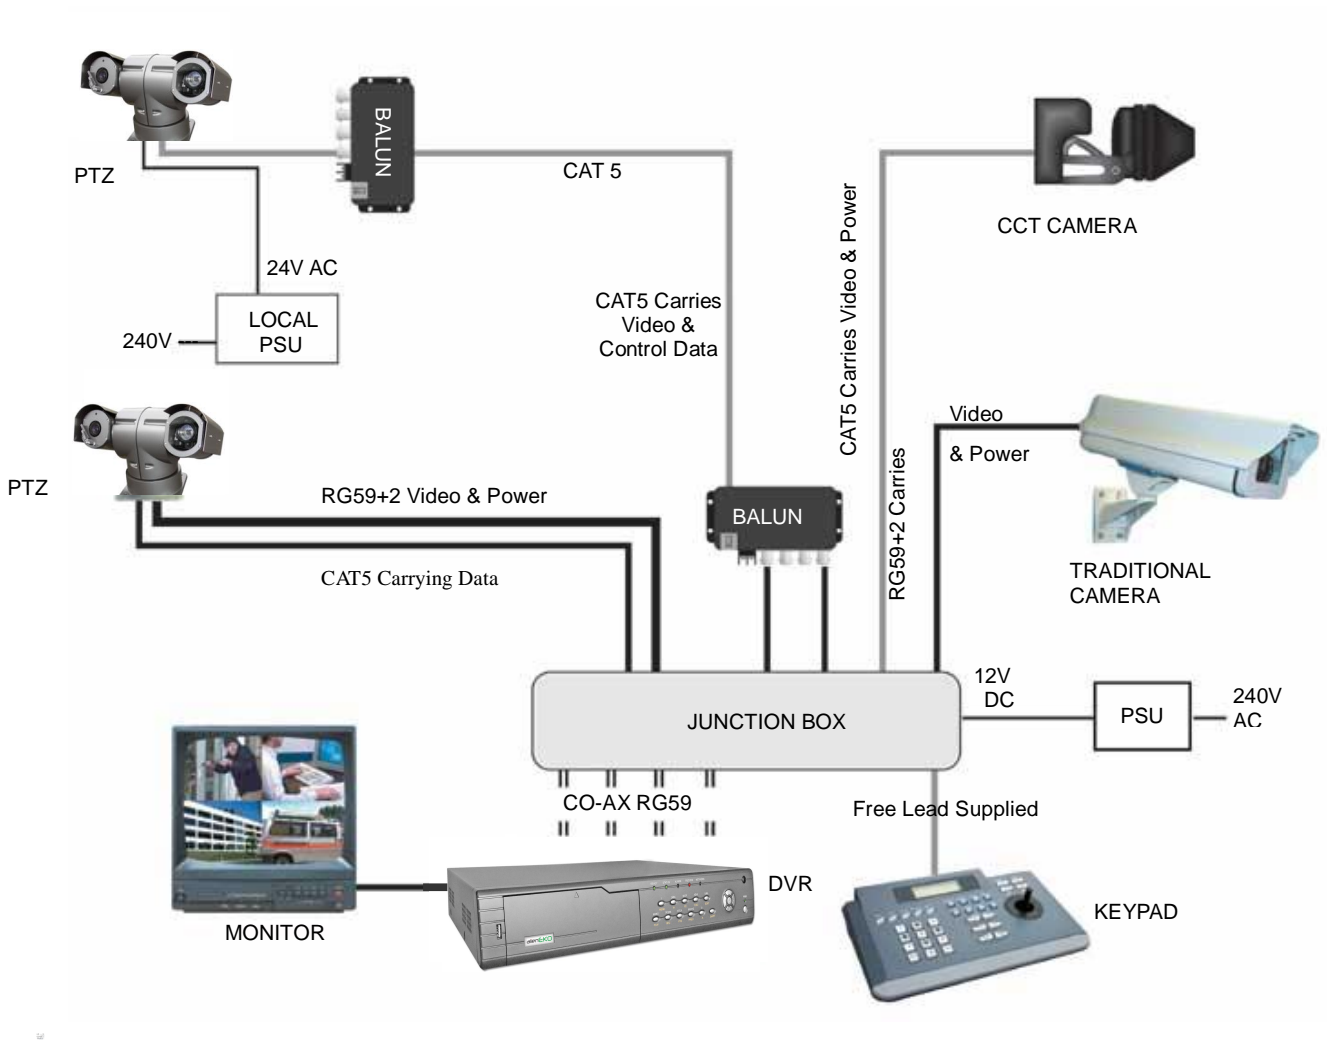 BALUN
PTZ
CAT 5
CCT CAMERA
24V AC
LOCAL
PSU
240V
CAT5 Carries
Video &
Control Data
CAT5 Carries Video & Power
RG59+2 Carries
Video
& Power
PTZ
RG59+2 Video & Power
CAT5 Carrying Data
BALUN
TRADITIONAL
CAMERA
12V
DC
PSU
240V
AC
JUNCTION BOX
CO-AX RG59
Free Lead Supplied
DVR
KEYPAD
MONITOR